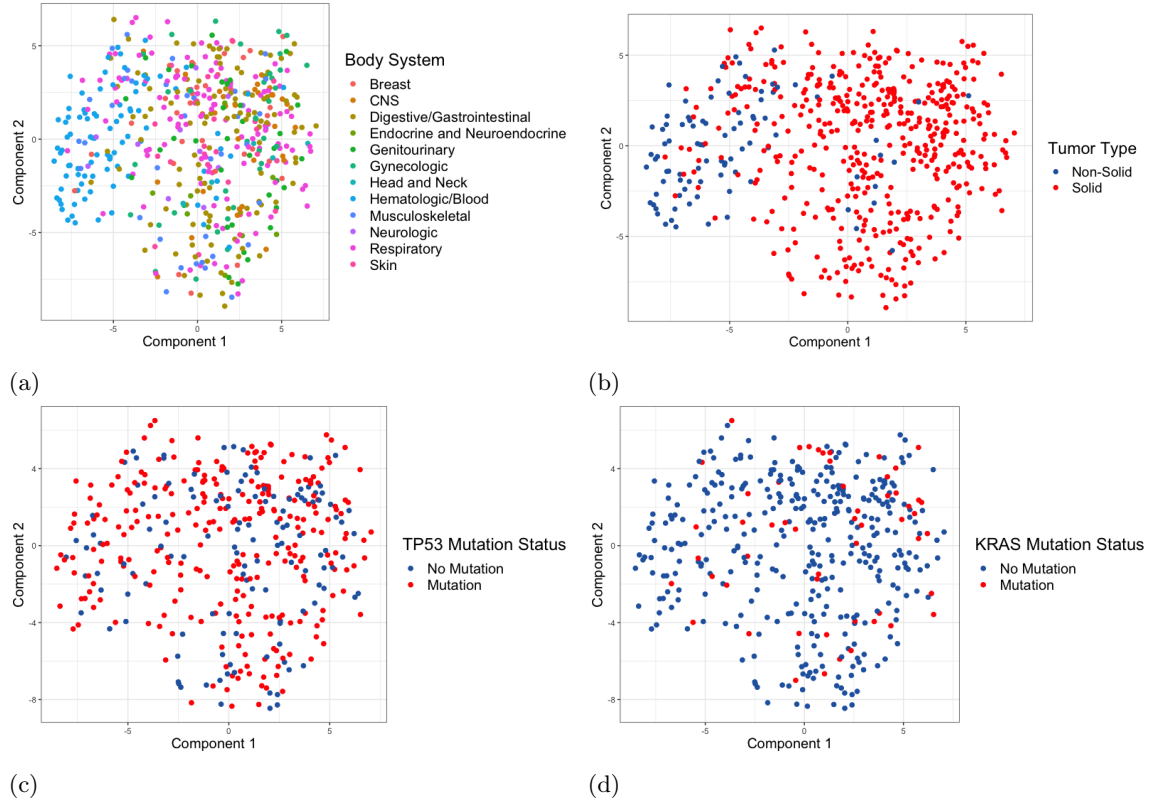 5
0
-5
-5
0
5
Component 1
Component 2
Body System
Breast
CNS
Digestive/Gastrointestinal
Endocrine and Neuroendocrine
Genitourinary
Gynecologic
Head and Neck
Hematologic/Blood
Musculoskeletal
Neurologic
Respiratory
Skin
(a)
5
0
-5
-5
0
5
Component 1
Component 2
Tumor Type
Non-Solid
Solid
(b)
4
0
-4
-8
-5
0
5
Component 1
Component 2
TP53 Mutation Status
No Mutation
Mutation
(c)
4
0
-4
-8
-5
0
5
Component 1
Component 2
KRAS Mutation Status
No Mutation
Mutation
(d)